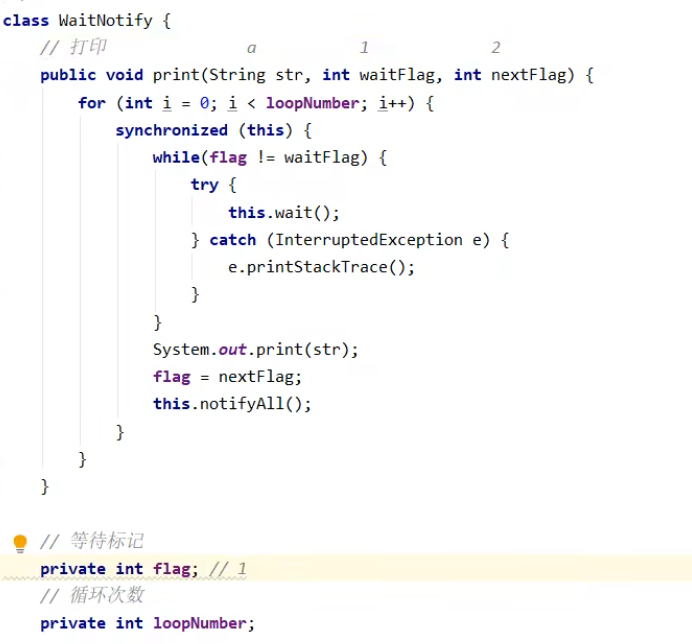 class WaitNotify {
// 打印 a 1 2
public void print(String str, int waitFlag, int nextFlag) {
for (int i = 0; i < loopNumber; i++) {
synchronized (this) {
while(flag != waitFlag) {
try {
this.wait();
} catch (InterruptedException e) {
e.printStackTrace();
}
}
System.out.print(str);
flag = nextFlag;
this.notifyAll();
}
}
}
// 等待标记
private int flag; // 1
// 循环次数
private int loopNumber;